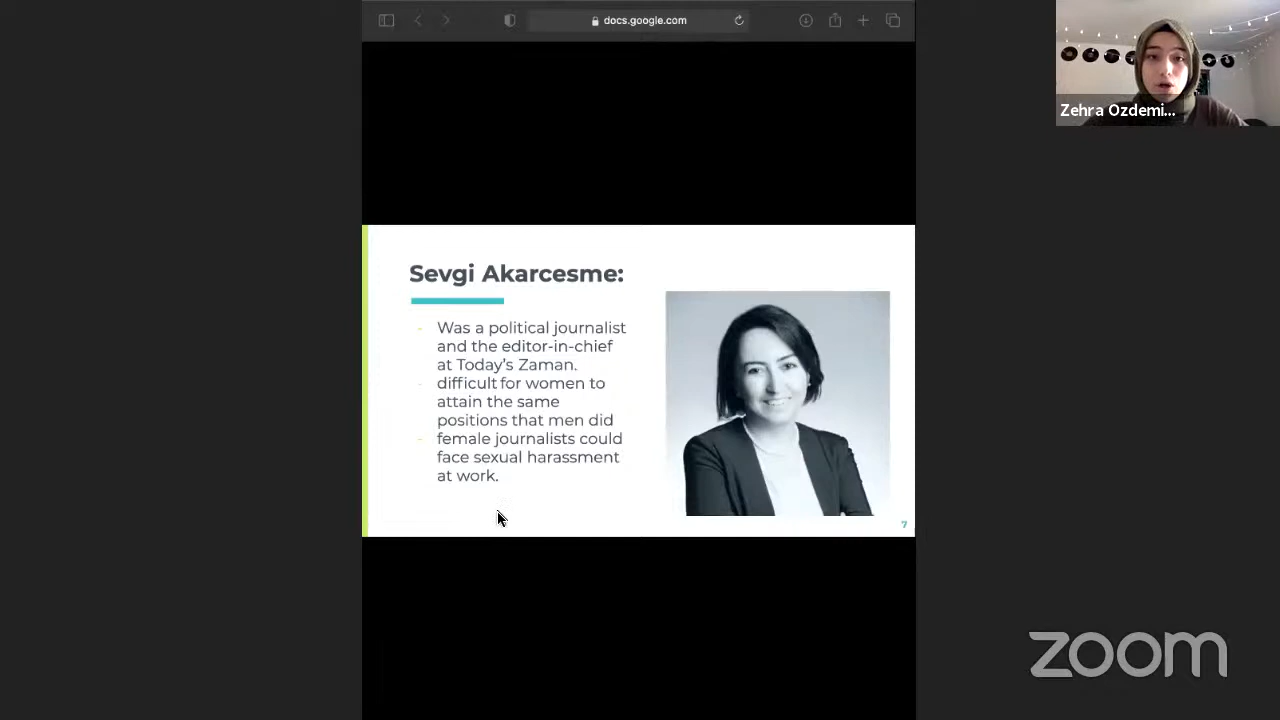 docs.google.com
Zehra Ozdemi...
Sevgi Akarcesme:
- Was a political journalist
and the editor-in-chief
at Today's Zaman.
- difficult for women to
attain the same
positions that men did
- female journalists could
face sexual harassment
at work.
7
zoom